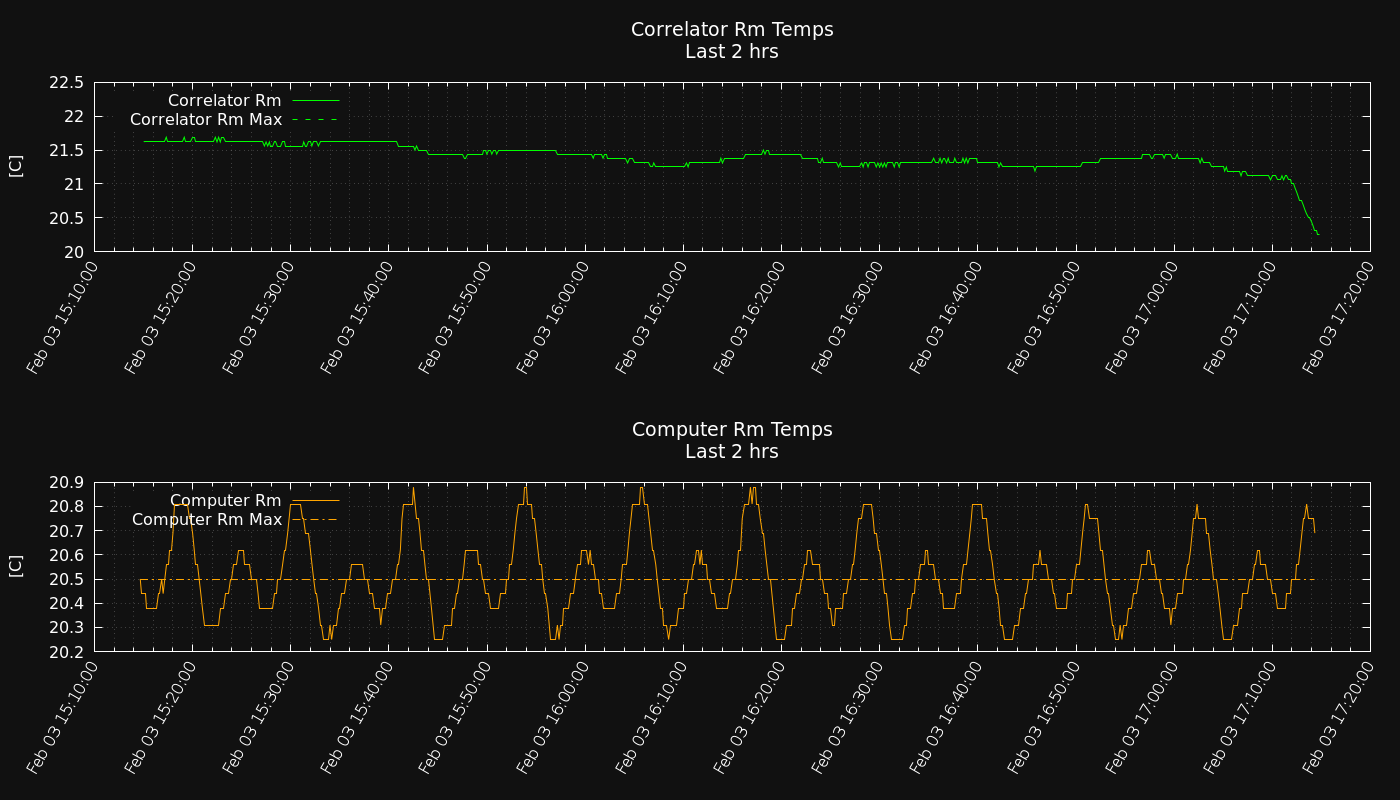 Correlator Rm Temps
Last 2 hrs
22.5
22
21.5
21
20.5
20
[C]
Correlator Rm
Correlator Rm Max
Feb 03 15:10:00
Feb 03 15:20:00
Feb 03 15:30:00
Feb 03 15:40:00
Feb 03 15:50:00
Feb 03 16:00:00
Feb 03 16:10:00
Feb 03 16:20:00
Feb 03 16:30:00
Feb 03 16:40:00
Feb 03 16:50:00
Feb 03 17:00:00
Feb 03 17:10:00
Feb 03 17:20:00
Computer Rm Temps
Last 2 hrs
20.9
20.8
20.7
20.6
20.5
20.4
20.3
20.2
[C]
Computer Rm
Computer Rm Max
Feb 03 15:10:00
Feb 03 15:20:00
Feb 03 15:30:00
Feb 03 15:40:00
Feb 03 15:50:00
Feb 03 16:00:00
Feb 03 16:10:00
Feb 03 16:20:00
Feb 03 16:30:00
Feb 03 16:40:00
Feb 03 16:50:00
Feb 03 17:00:00
Feb 03 17:10:00
Feb 03 17:20:00